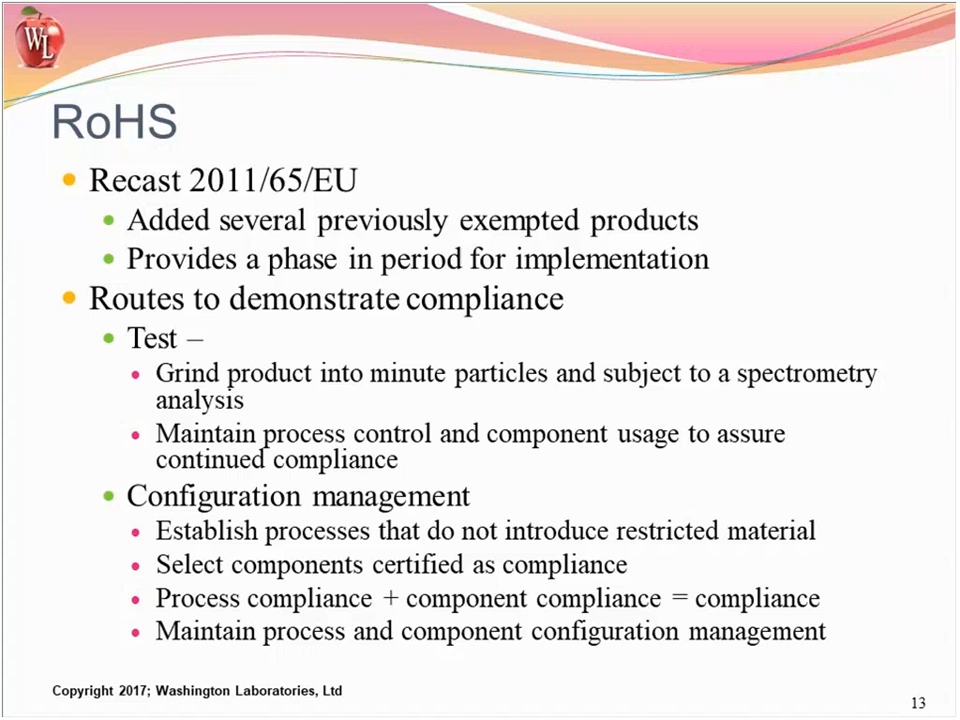 WL
RoHS
Recast 2011/65/EU
Added several previously exempted products
Provides a phase in period for implementation
Routes to demonstrate compliance
Test –
Grind product into minute particles and subject to a spectrometry
analysis
Maintain process control and component usage to assure
continued compliance
Configuration management
Establish processes that do not introduce restricted material
Select components certified as compliance
Process compliance + component compliance = compliance
Maintain process and component configuration management
Copyright 2017; Washington Laboratories, Ltd
13